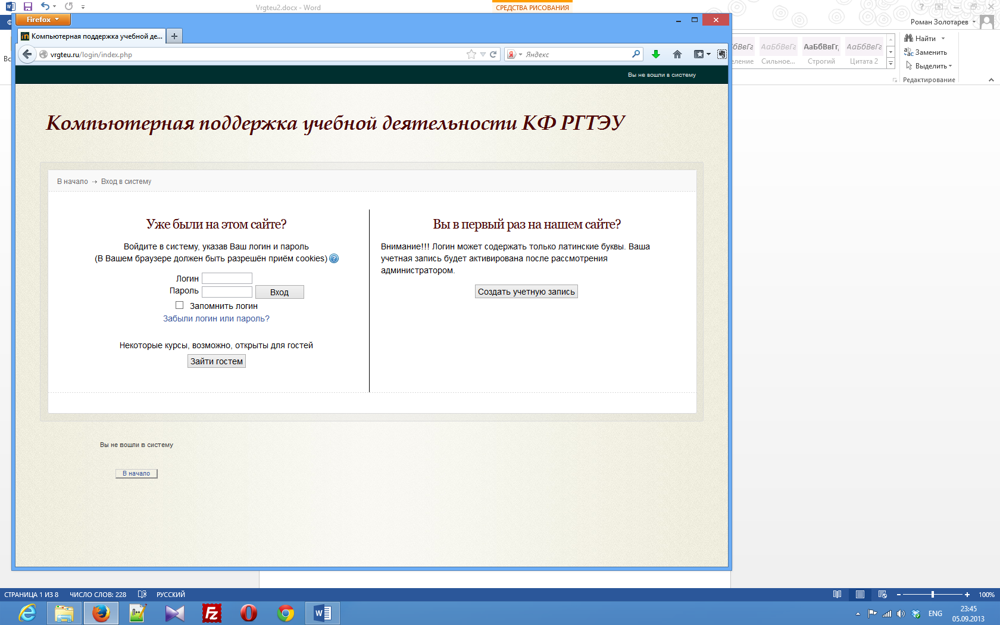 Vrgteu2.docx - Word
СРЕДСТВА РИСОВАНИЯ
Роман Золотарев
Firefox
Компьютерная поддержка учебной де...
vrgteu.ru/login/index.php
Яндекс
Вы не вошли в систему
Компьютерная поддержка учебной деятельности КФ РГТЭУ
В начало
Вход в систему
Уже были на этом сайте?
Войдите в систему, указав Ваш логин и пароль
(В Вашем браузере должен быть разрешён приём cookies)
Логин
Пароль
Вход
Запомнить логин
Забыли логин или пароль?
Некоторые курсы, возможно, открыты для гостей
Зайти гостем
Вы в первый раз на нашем сайте?
Внимание!!! Логин может содержать только латинские буквы. Ваша
учетная запись будет активирована после рассмотрения
администратором.
Создать учетную запись
Вы не вошли в систему
В начало
АаБбВвГг
АаБбВвГг,
АаБбВвГг
Сильное...
Строгий
Цитата 2
Найти
Заменить
Выделить
Редактирование
СТРАНИЦА 1 ИЗ 8
ЧИСЛО СЛОВ: 228
РУССКИЙ
100%
ENG
23:45
05.09.2013